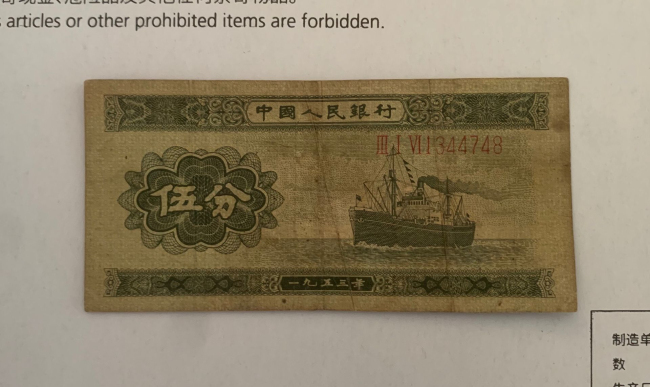 articles or other prohibited items are forbidden.
中國人民銀行
III I VI 1344748
伍分
一九五三年
制造单
数